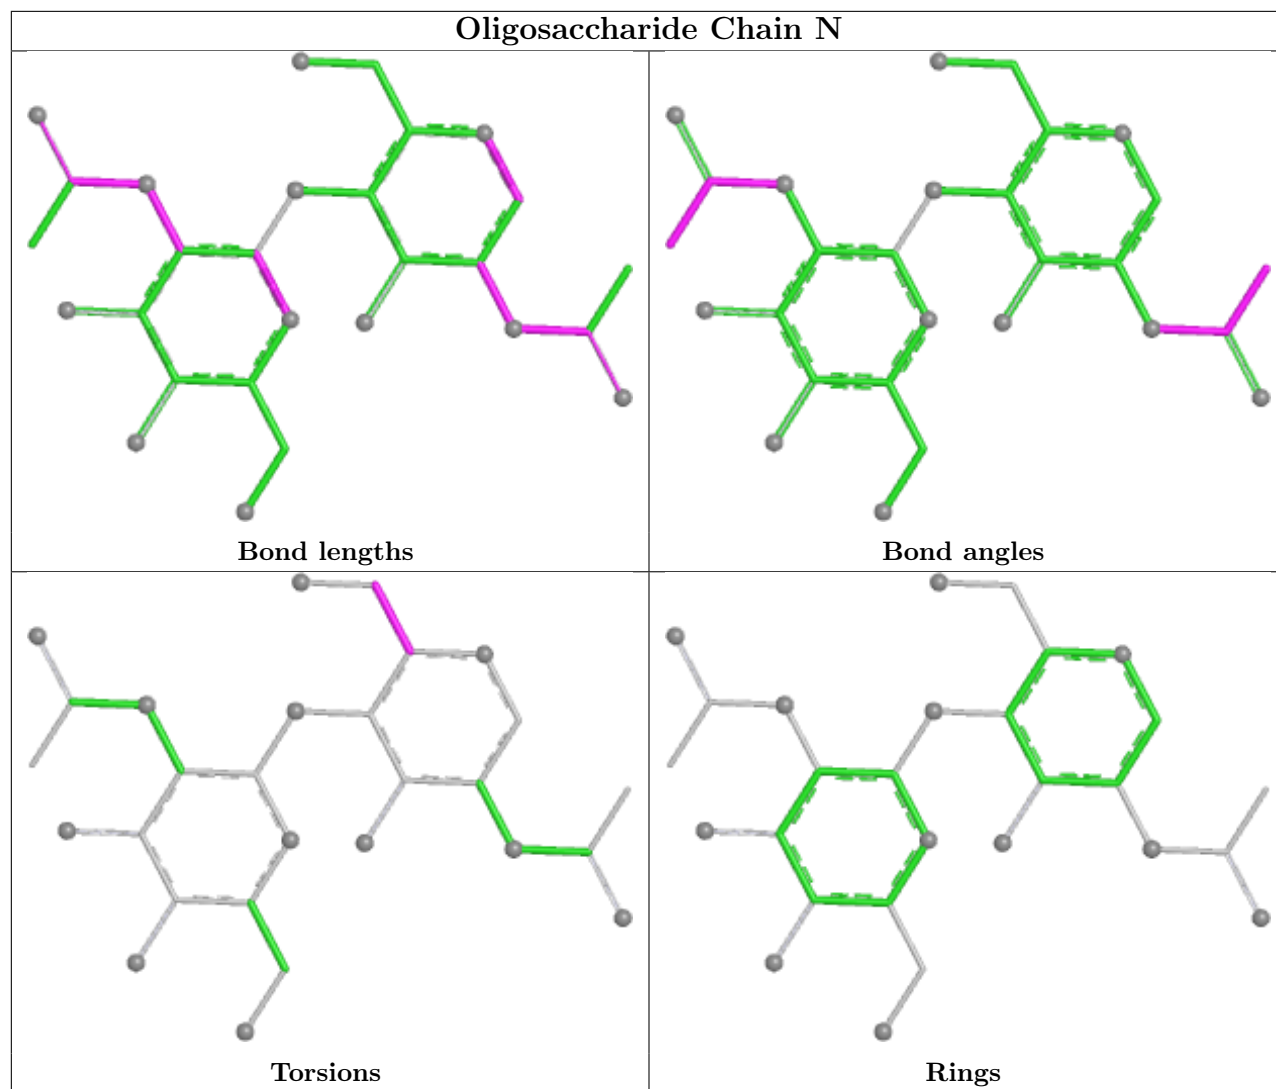 Oligosaccharide Chain N
Bond lengths
Bond angles
Torsions
Rings